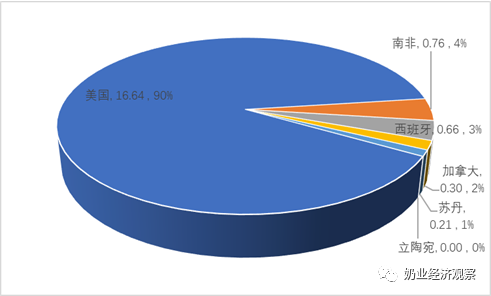 南非, 0.76 , 4%
美国, 16.64 , 90%
西班牙, 0.66 , 3%
加拿大,
0.30 , 2%
苏丹,
0.21 , 1%
立陶宛, 0.00 , 0%
奶业经济观察